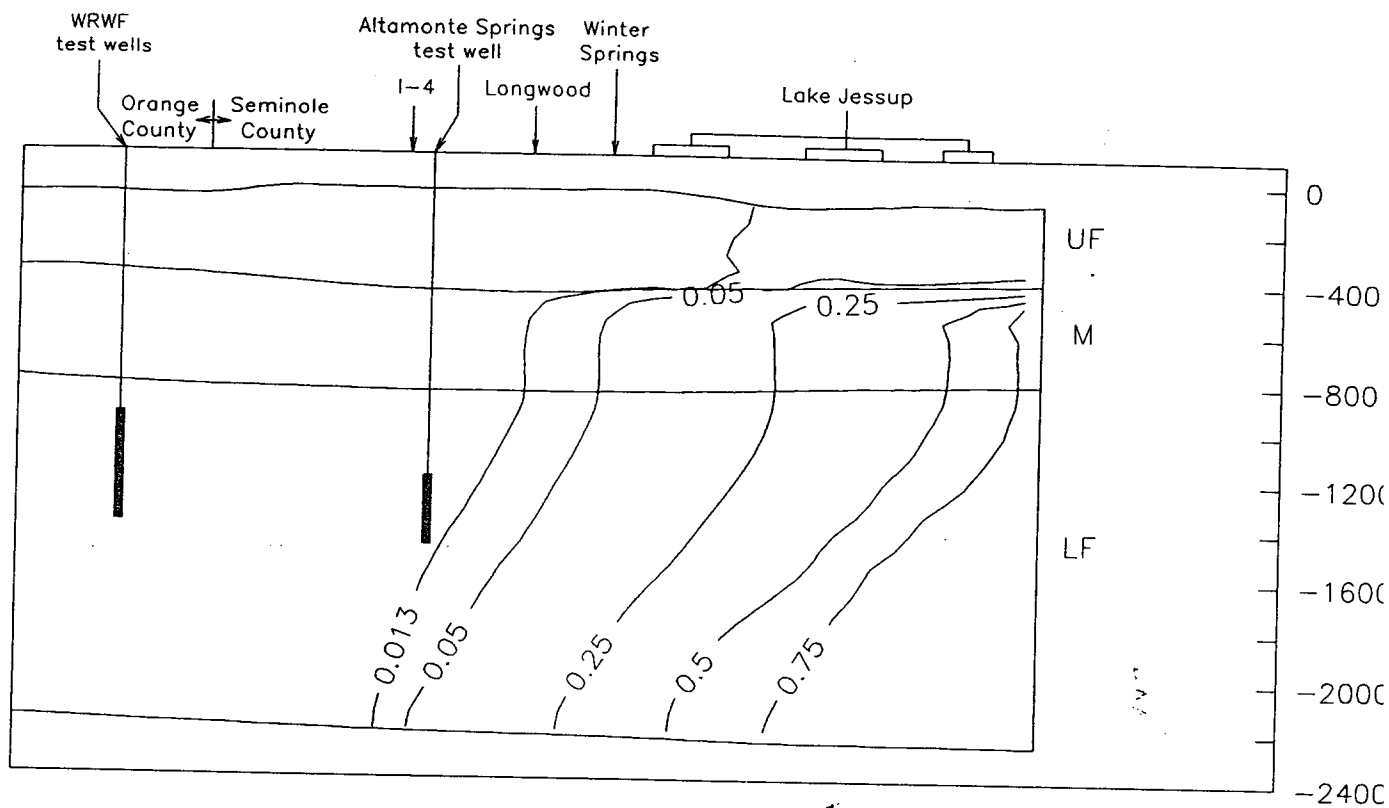 WRWF
test wells
Altamonte Springs
test well
Winter
Springs
I-4
Longwood
Lake Jessup
Orange
County
Seminole
County
0
UF
0.05
0.25
-400
M
-800
-1200
LF
-1600
0.013
0.05
0.25
0.5
0.75
-2000
-2400